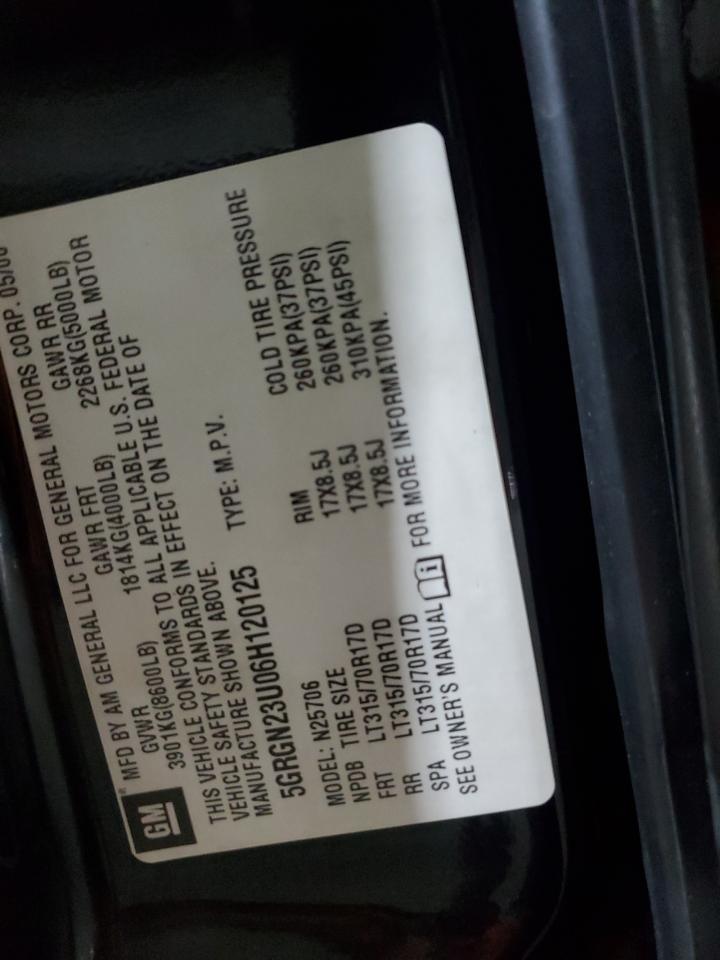 GM
MFD BY AM GENERAL LLC FOR GENERAL MOTORS CORP. 05/06
GVWR GAWR FRT GAWR RR
3901KG(8600LB) 1814KG(4000LB) 2268KG(5000LB)
THIS VEHICLE CONFORMS TO ALL APPLICABLE U.S. FEDERAL MOTOR
VEHICLE SAFETY STANDARDS IN EFFECT ON THE DATE OF
MANUFACTURE SHOWN ABOVE.
5GRGN23U06H120125 TYPE: M.P.V.
MODEL: N25706
NPDB TIRE SIZE RIM COLD TIRE PRESSURE
FRT LT315/70R17D 17X8.5J 260KPA(37PSI)
RR LT315/70R17D 17X8.5J 260KPA(37PSI)
SPA LT315/70R17D 17X8.5J 310KPA(45PSI)
SEE OWNER'S MANUAL FOR MORE INFORMATION.